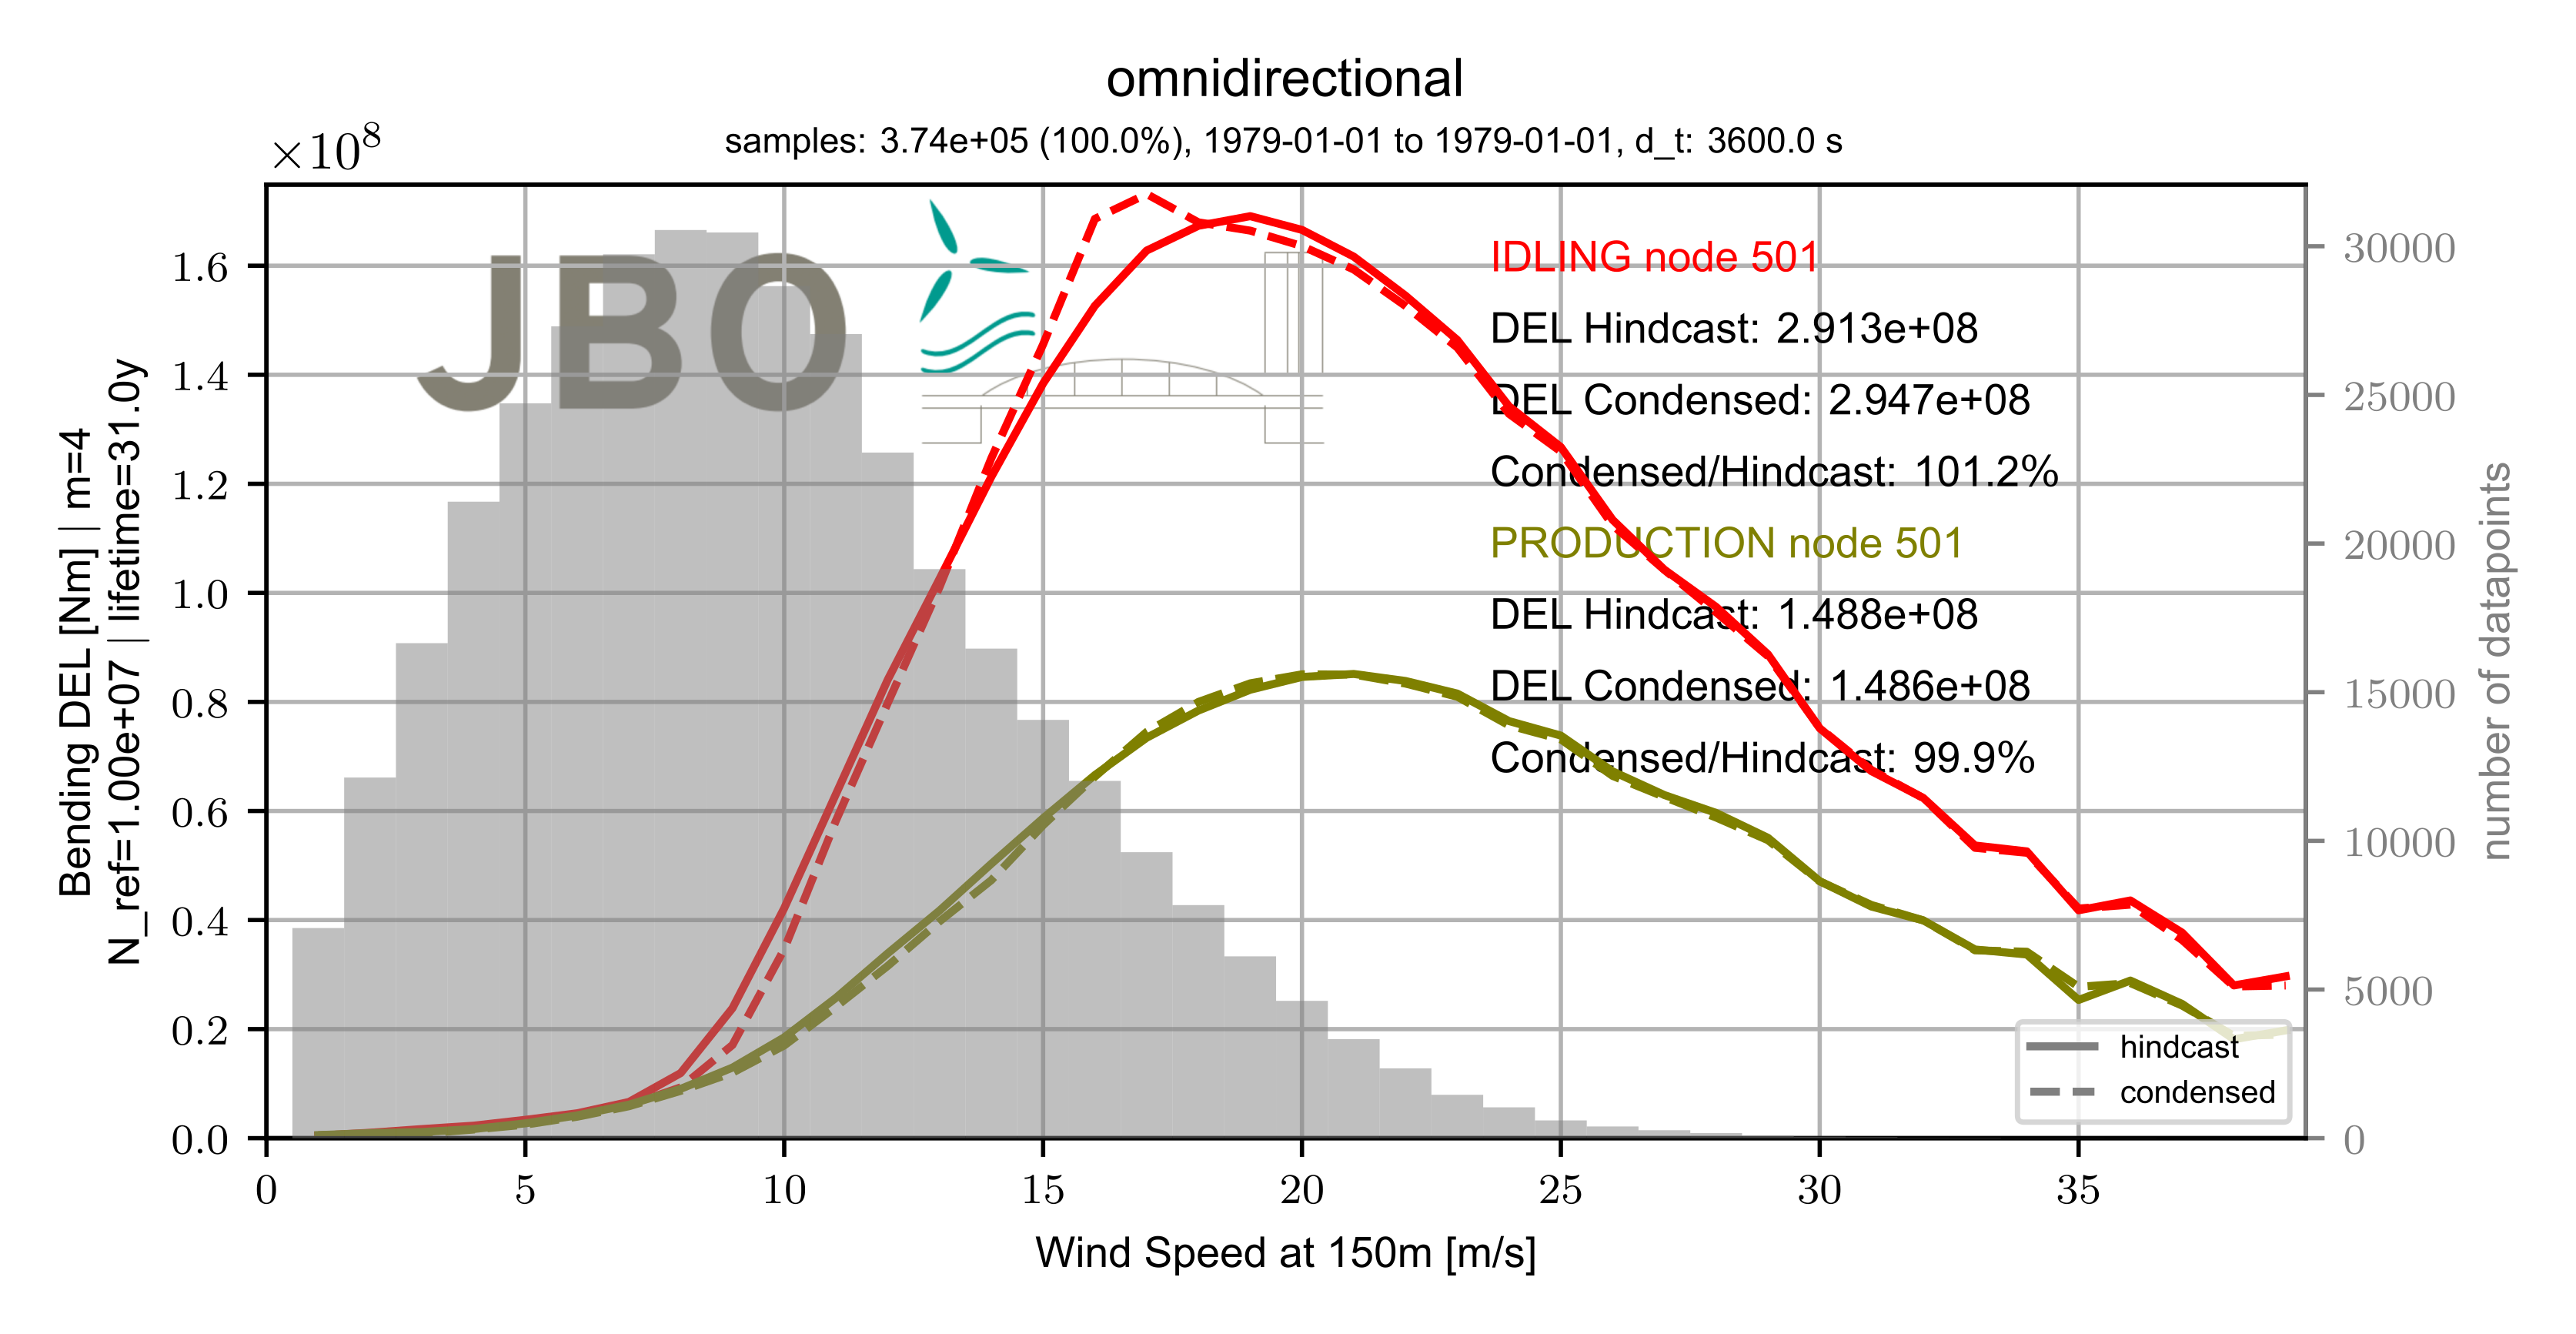 omnidirectional
samples: 3.74e+05 (100.0%), 1979-01-01 to 1979-01-01, d_t: 3600.0 s
×10⁸
JBO
IDLING node 501
DEL Hindcast: 2.913e+08
DEL Condensed: 2.947e+08
Condensed/Hindcast: 101.2%
PRODUCTION node 501
DEL Hindcast: 1.488e+08
DEL Condensed: 1.486e+08
Condensed/Hindcast: 99.9%
Bending DEL [Nm] | m=4
N_ref=1.00e+07 | lifetime=31.0y
1.6
1.4
1.2
1.0
0.8
0.6
0.4
0.2
0.0
30000
25000
20000
15000
10000
5000
0
number of datapoints
hindcast
condensed
0 5 10 15 20 25 30 35
Wind Speed at 150m [m/s]